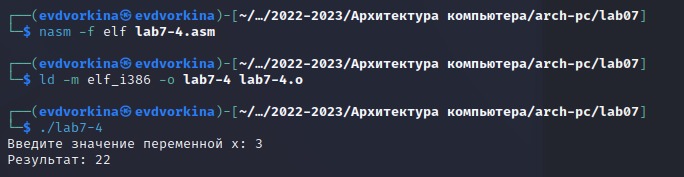 ┌──(evdvorkina㉿evdvorkina)-[~/…/2022-2023/Архитектура компьютера/arch-pc/lab07]
└─$ nasm -f elf lab7-4.asm
┌──(evdvorkina㉿evdvorkina)-[~/…/2022-2023/Архитектура компьютера/arch-pc/lab07]
└─$ ld -m elf_i386 -o lab7-4 lab7-4.o
┌──(evdvorkina㉿evdvorkina)-[~/…/2022-2023/Архитектура компьютера/arch-pc/lab07]
└─$ ./lab7-4
Введите значение переменной х: 3
Результат: 22